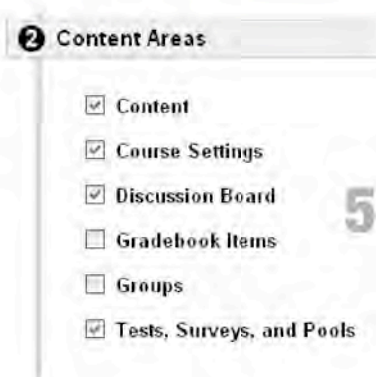 2 Content Areas
Content
Course Settings
Discussion Board
5
Gradebook Items
Groups
Tests, Surveys, and Pools